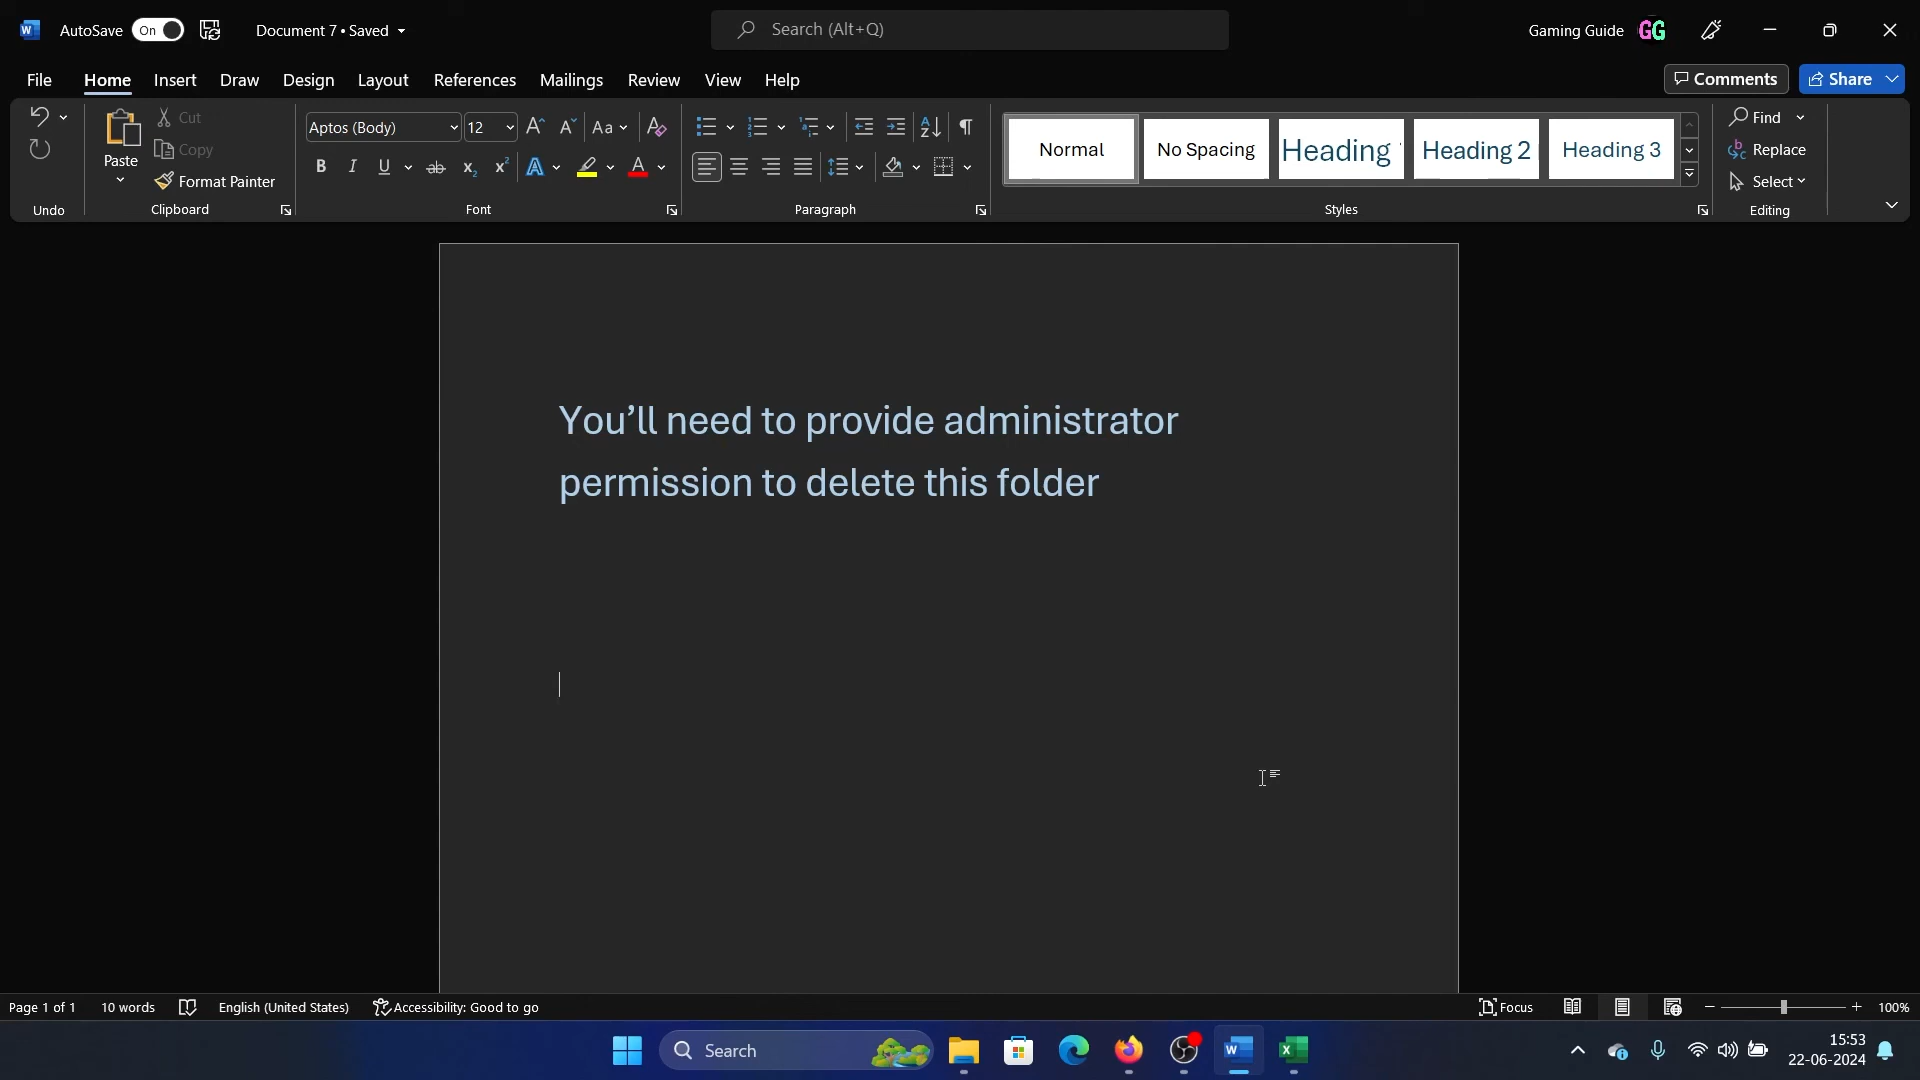 AutoSave On Document 7 • Saved Search (Alt+Q) Gaming Guide GG
File Home Insert Draw Design Layout References Mailings Review View Help Comments Share
Paste Cut Copy Format Painter
Aptos (Body) 12 Aa
B I U ab x₂ x² A A
Normal No Spacing Heading Heading 2 Heading 3
Find Replace Select
Undo Clipboard Font Paragraph Styles Editing
You’ll need to provide administrator
permission to delete this folder
Page 1 of 1 10 words English (United States) Accessibility: Good to go Focus 100%
Search 15:53
22-06-2024